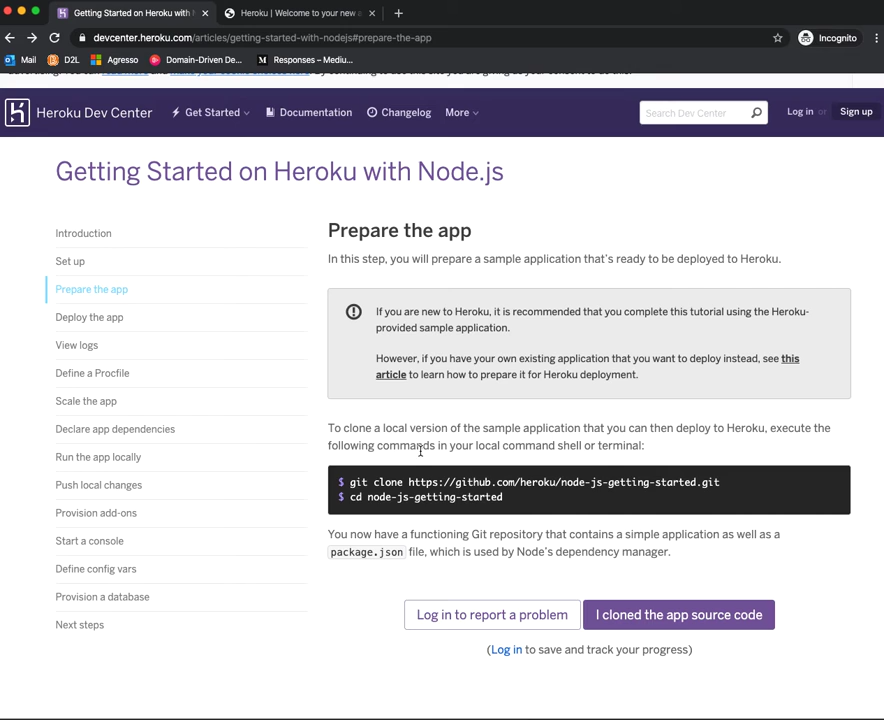 Getting Started on Heroku with
Heroku | Welcome to your new a
devcenter.heroku.com/articles/getting-started-with-nodejs#prepare-the-app
Incognito
Mail
D2L
Agresso
Domain-Driven De...
Responses – Mediu...
Heroku Dev Center
Get Started
Documentation
Changelog
More
Search Dev Center
Log in or Sign up
Getting Started on Heroku with Node.js
Introduction
Set up
Prepare the app
Deploy the app
View logs
Define a Procfile
Scale the app
Declare app dependencies
Run the app locally
Push local changes
Provision add-ons
Start a console
Define config vars
Provision a database
Next steps
Prepare the app
In this step, you will prepare a sample application that's ready to be deployed to Heroku.
If you are new to Heroku, it is recommended that you complete this tutorial using the Heroku-
provided sample application.
However, if you have your own existing application that you want to deploy instead, see this
article to learn how to prepare it for Heroku deployment.
To clone a local version of the sample application that you can then deploy to Heroku, execute the
following commands in your local command shell or terminal:
$ git clone https://github.com/heroku/node-js-getting-started.git
$ cd node-js-getting-started
You now have a functioning Git repository that contains a simple application as well as a
package.json file, which is used by Node's dependency manager.
Log in to report a problem
I cloned the app source code
(Log in to save and track your progress)